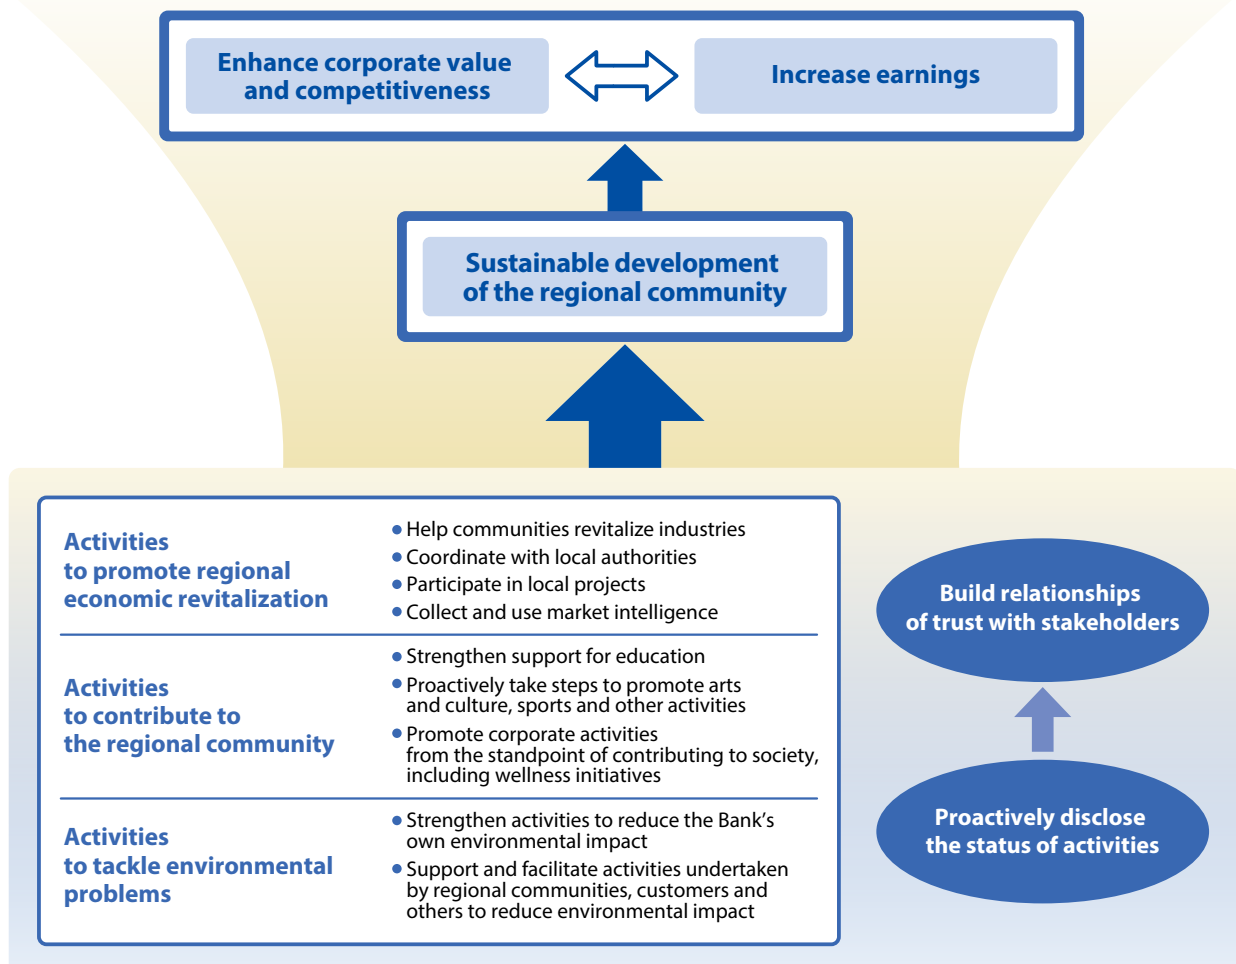 Enhance corporate value
and competitiveness
Increase earnings
Sustainable development
of the regional community
Activities
to promote regional
economic revitalization
● Help communities revitalize industries
● Coordinate with local authorities
● Participate in local projects
● Collect and use market intelligence
Activities
to contribute to
the regional community
● Strengthen support for education
● Proactively take steps to promote arts
and culture, sports and other activities
● Promote corporate activities
from the standpoint of contributing to society,
including wellness initiatives
Activities
to tackle environmental
problems
● Strengthen activities to reduce the Bank’s
own environmental impact
● Support and facilitate activities undertaken
by regional communities, customers and
others to reduce environmental impact
Build relationships
of trust with stakeholders
Proactively disclose
the status of activities